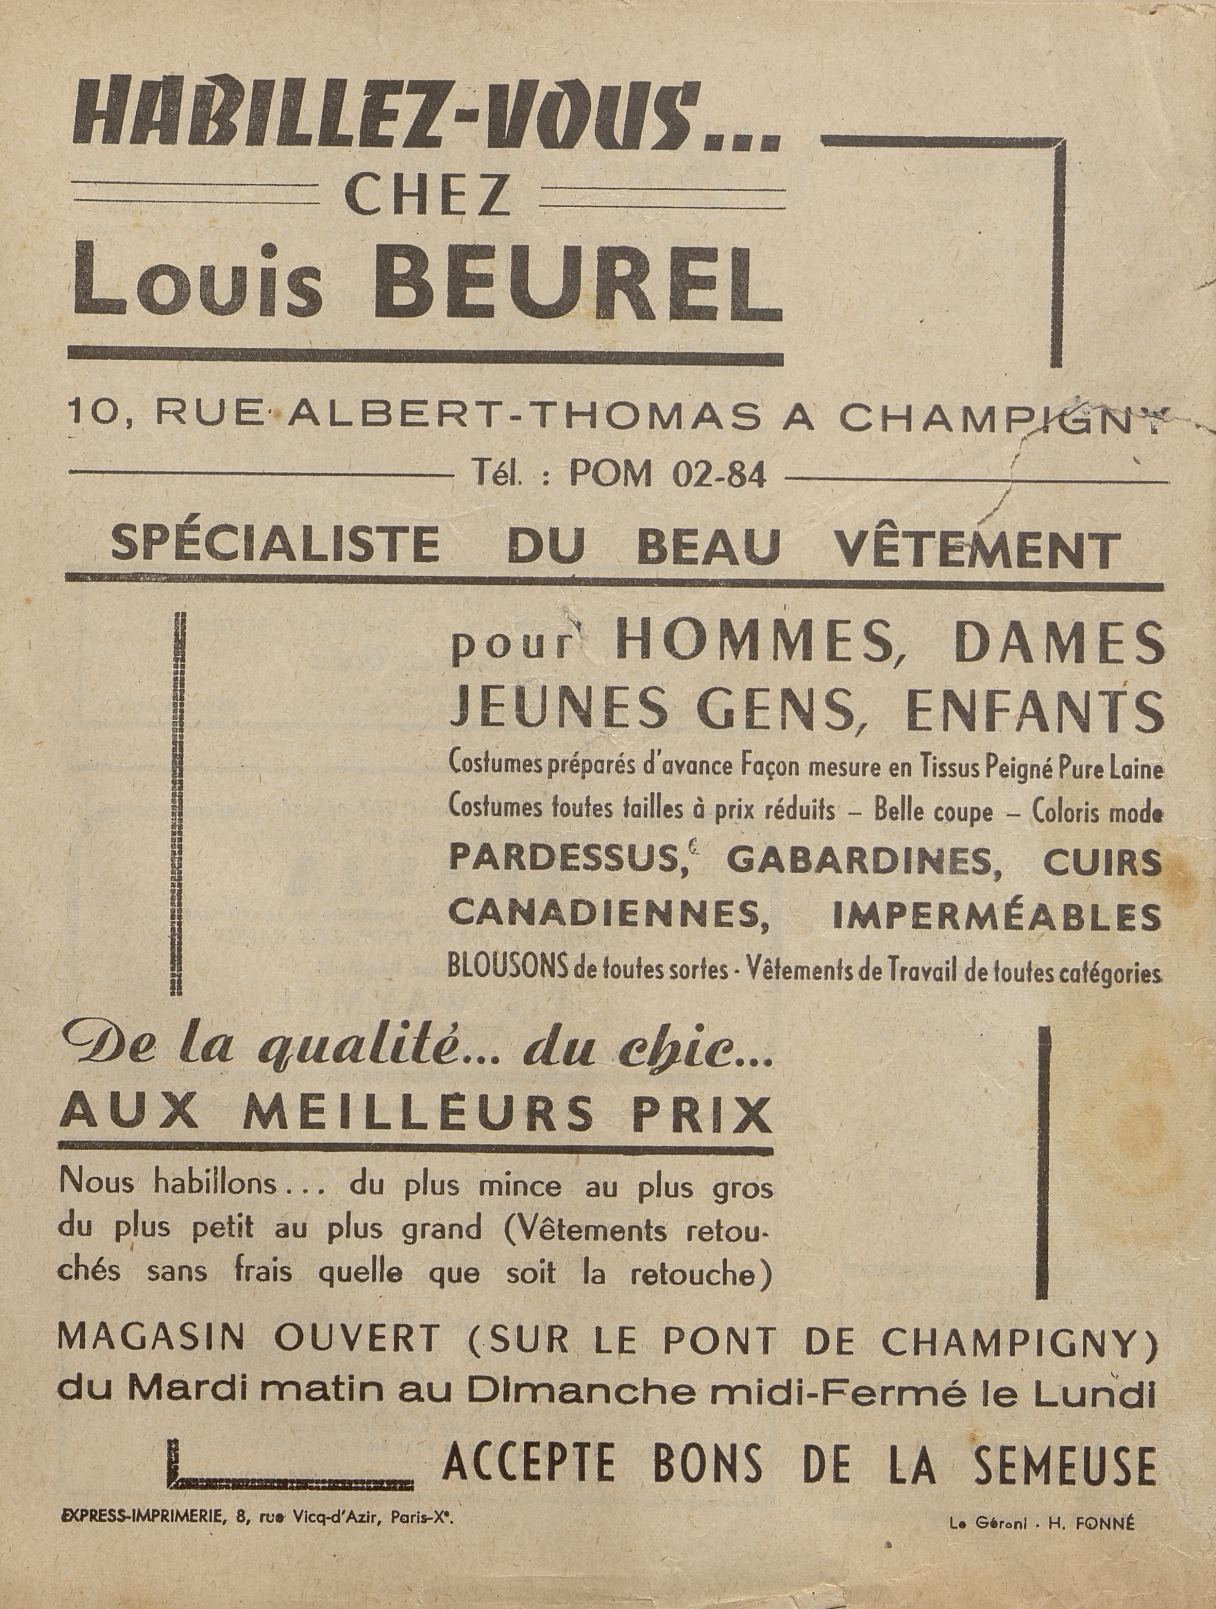 HABILLEZ-VOUS...
CHEZ
Louis BEUREL
10, RUE ALBERT-THOMAS A CHAMPIGNY
Tél. : POM 02-84
SPÉCIALISTE DU BEAU VÊTEMENT
pour HOMMES, DAMES
JEUNES GENS, ENFANTS
Costumes préparés d'avance Façon mesure en Tissus Peigné Pure Laine
Costumes toutes tailles à prix réduits – Belle coupe – Coloris mode
PARDESSUS, GABARDINES, CUIRS
CANADIENNES, IMPERMÉABLES
BLOUSONS de toutes sortes - Vêtements de Travail de toutes catégories
De la qualité... du chic...
AUX MEILLEURS PRIX
Nous habillons... du plus mince au plus gros
du plus petit au plus grand (Vêtements retou-
chés sans frais quelle que soit la retouche)
MAGASIN OUVERT (SUR LE PONT DE CHAMPIGNY)
du Mardi matin au Dimanche midi-Fermé le Lundi
ACCEPTE BONS DE LA SEMEUSE
EXPRESS-IMPRIMERIE, 8, rue Vicq-d'Azir, Paris-Xe.
Le Gérant - H. FONNÉ